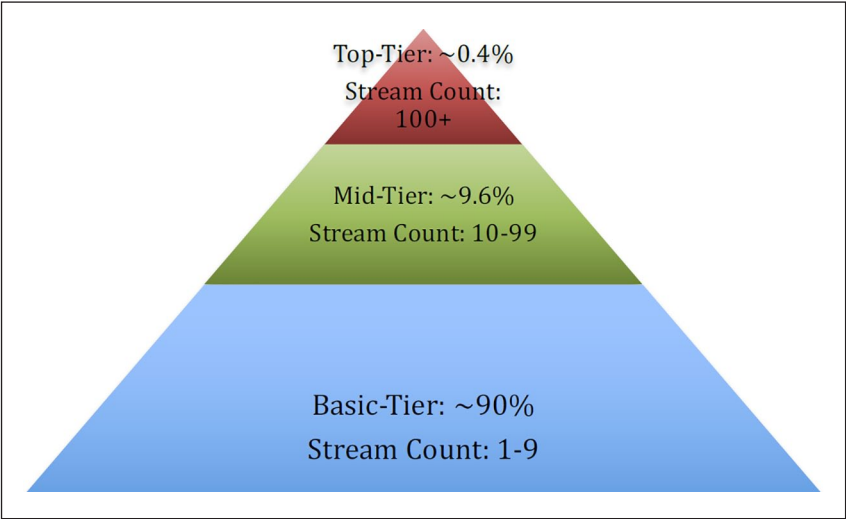 Top-Tier: ~0.4%
Stream Count:
100+
Mid-Tier: ~9.6%
Stream Count: 10-99
Basic-Tier: ~90%
Stream Count: 1-9